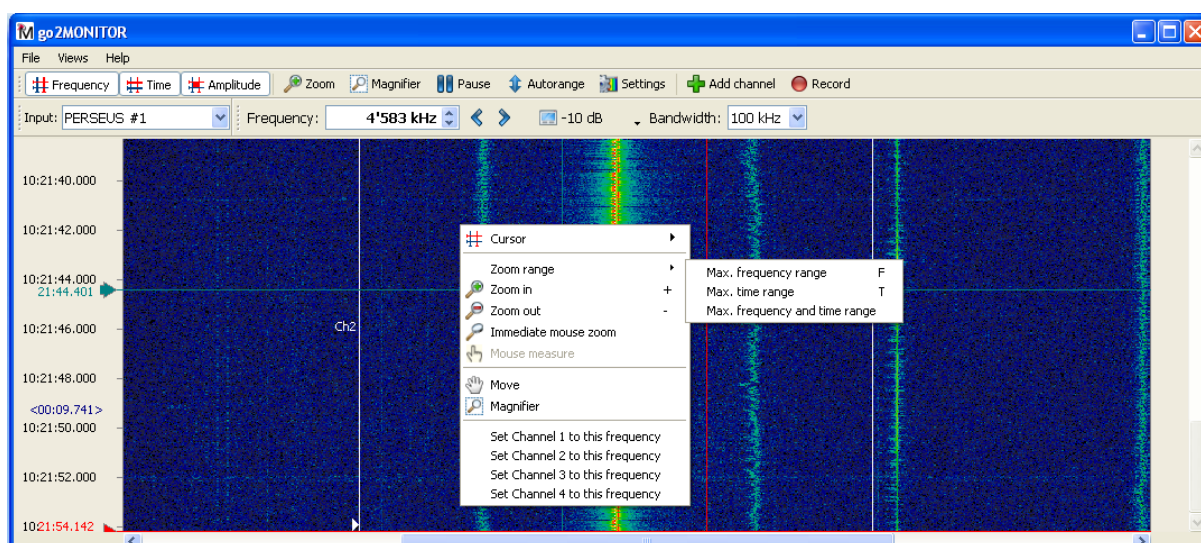 go2MONITOR
File Views Help
Frequency Time Amplitude Zoom Magnifier Pause Autorange Settings Add channel Record
Input: PERSEUS #1 Frequency: 4'583 kHz -10 dB Bandwidth: 100 kHz
10:21:40.000
10:21:42.000
10:21:44.000
21:44.401
10:21:46.000
10:21:48.000
<00:09.741>
10:21:50.000
10:21:52.000
1021:54.142
Ch2
Cursor
Zoom range
Zoom in +
Zoom out -
Immediate mouse zoom
Mouse measure
Move
Magnifier
Set Channel 1 to this frequency
Set Channel 2 to this frequency
Set Channel 3 to this frequency
Set Channel 4 to this frequency
Max. frequency range F
Max. time range T
Max. frequency and time range